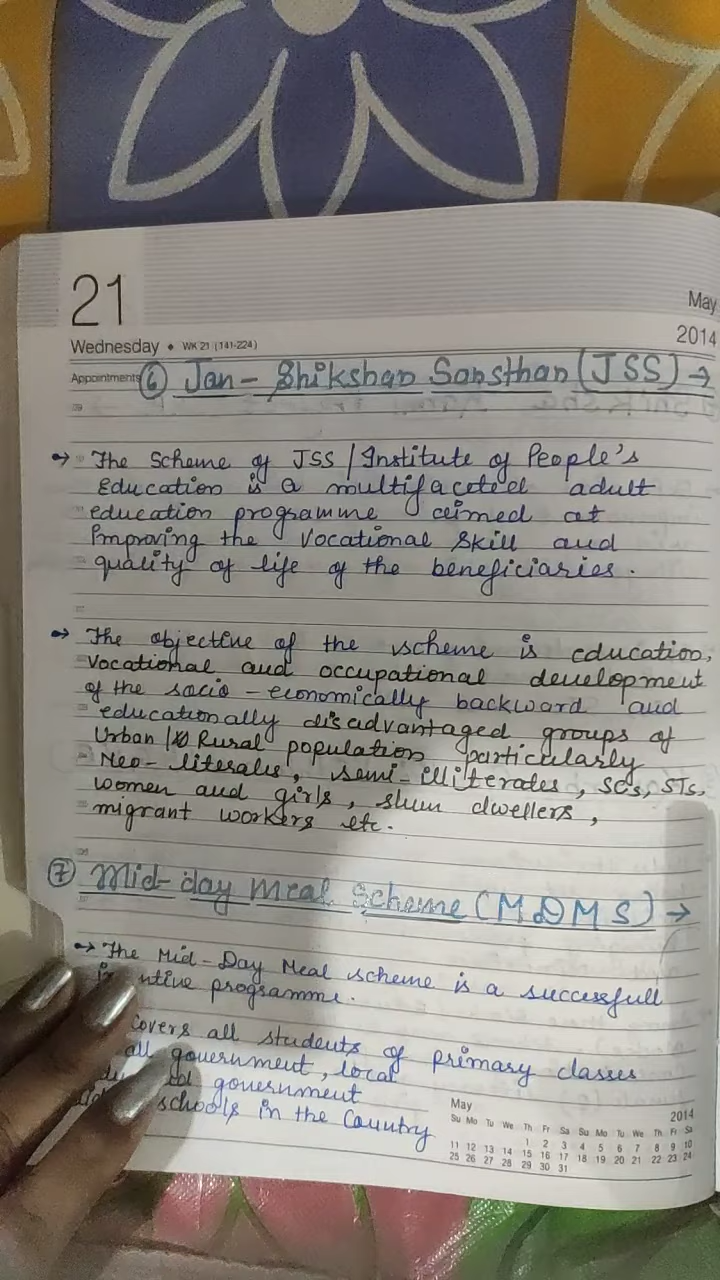 21
May
2014
Wednesday • WK 21 (141-224)
Appointments
⑥ Jan - Shikshan Sansthan (JSS) →
→ The Scheme of JSS / Institute of People's
Education is a multifaceted adult
education programme aimed at
Improving the Vocational Skill and
quality of life of the beneficiaries.
→ The objective of the scheme is education,
vocational and occupational development
of the socio-economically backward and
educationally disadvantaged groups of
Urban / Rural population particularly
Neo-literates, semi-illiterates, SCs, STs,
women and girls, slum dwellers,
migrant workers etc.
⑦ Mid-day Meal Scheme (MDMS) →
→ The Mid-Day Meal scheme is a successfull
programme.
Covers all students of primary classes
all government, local
government
schools in the Country
May 2014
Su Mo Tu We Th Fr Sa Su Mo Tu We Th Fr Sa
1 2 3 4 5 6 7 8 9 10
11 12 13 14 15 16 17 18 19 20 21 22 23 24
25 26 27 28 29 30 31